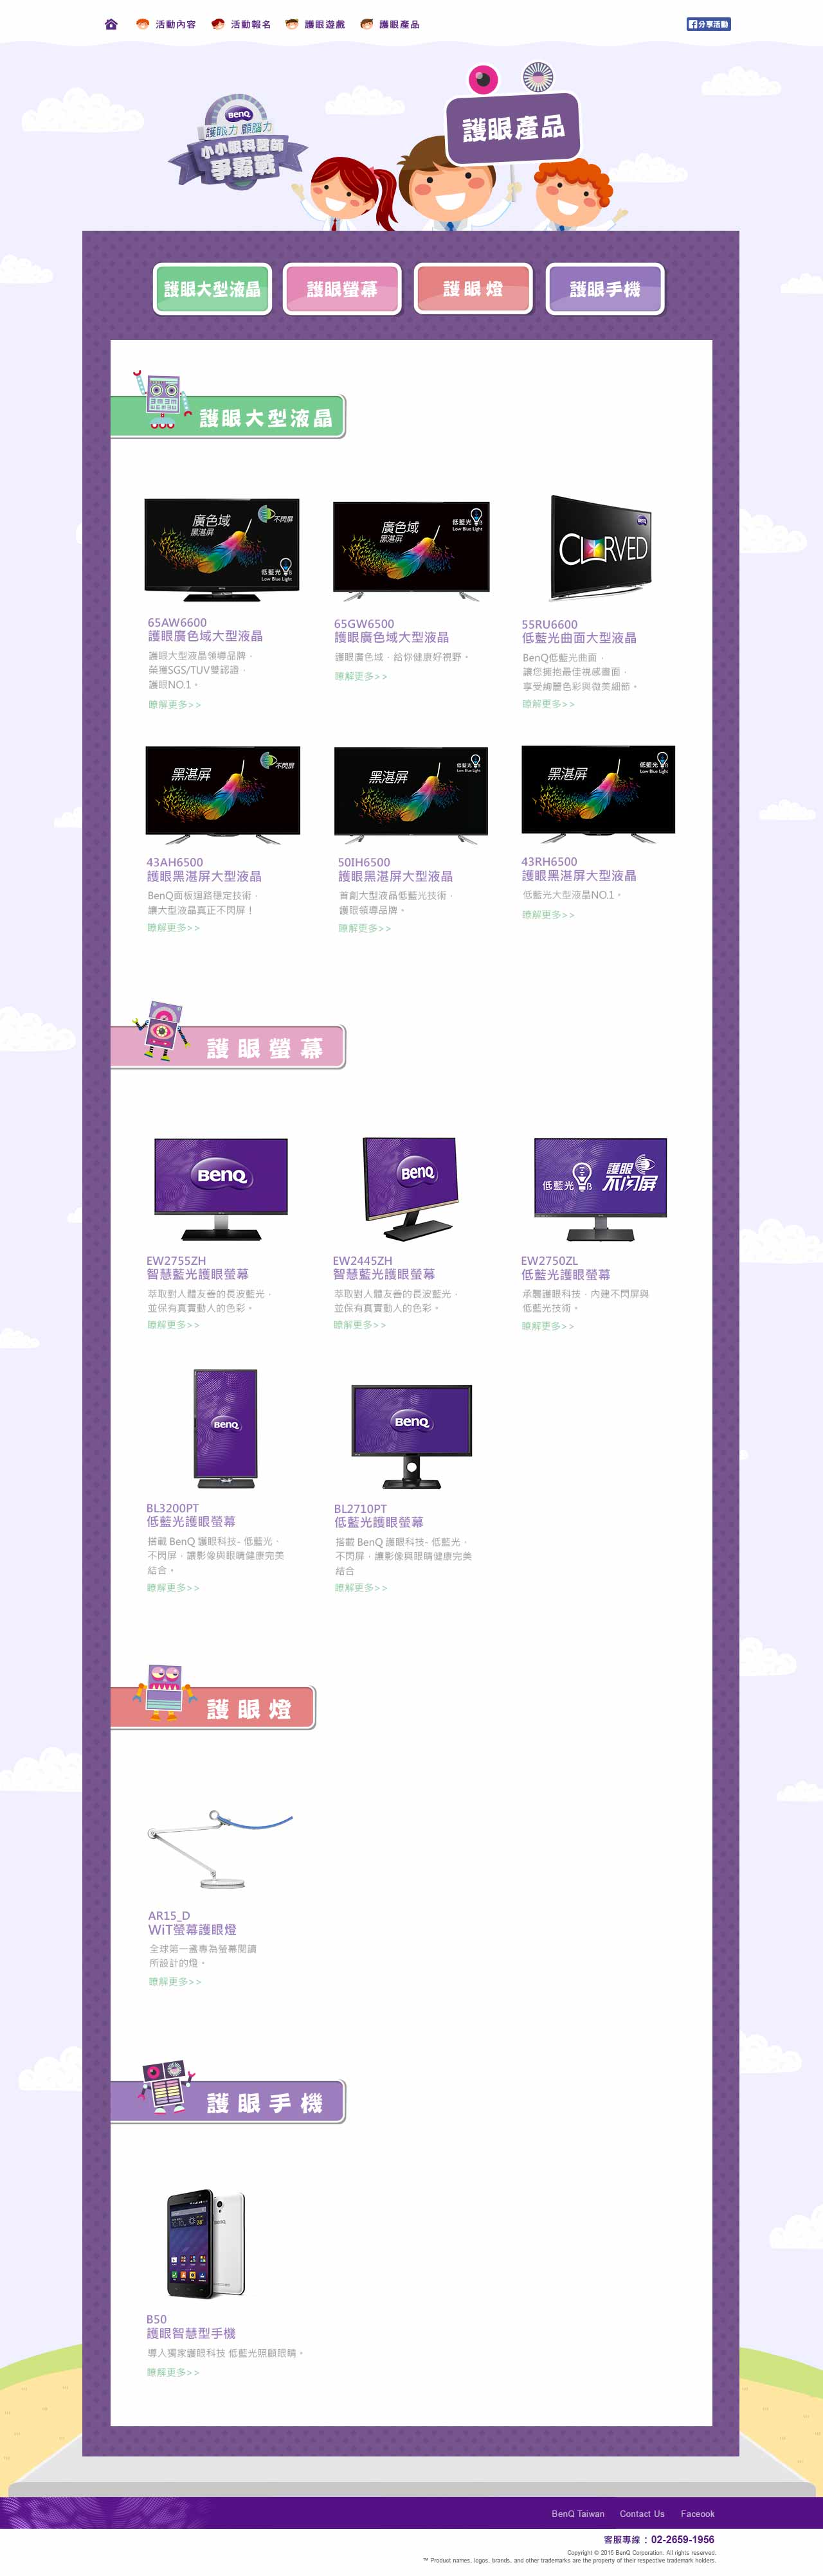 活動內容 活動報名 護眼遊戲 護眼產品 分享活動
BenQ
護眼力 顧腦力
小小眼科醫師
爭霸戰
護眼產品
護眼大型液晶 護眼螢幕 護眼燈 護眼手機
護眼大型液晶
廣色域
黑湛屏
不閃屏
低藍光
Low Blue Light
65AW6600
護眼廣色域大型液晶
護眼大型液晶領導品牌，
榮獲SGS/TUV雙認證，
護眼NO.1。
瞭解更多>>
廣色域
黑湛屏
低藍光
Low Blue Light
65GW6500
護眼廣色域大型液晶
護眼廣色域，給你健康好視野。
瞭解更多>>
CURVED
55RU6600
低藍光曲面大型液晶
BenQ低藍光曲面，
讓您擁抱最佳視感畫面，
享受絢麗色彩與微美細節。
瞭解更多>>
黑湛屏
不閃屏
43AH6500
護眼黑湛屏大型液晶
BenQ面板迴路穩定技術，
讓大型液晶真正不閃屏！
瞭解更多>>
黑湛屏
低藍光
Low Blue Light
50IH6500
護眼黑湛屏大型液晶
首創大型液晶低藍光技術，
護眼領導品牌。
瞭解更多>>
黑湛屏
低藍光
Low Blue Light
43RH6500
護眼黑湛屏大型液晶
低藍光大型液晶NO.1。
瞭解更多>>
護眼螢幕
BenQ
EW2755ZH
智慧藍光護眼螢幕
萃取對人體友善的長波藍光，
並保有真實動人的色彩。
瞭解更多>>
BenQ
EW2445ZH
智慧藍光護眼螢幕
萃取對人體友善的長波藍光，
並保有真實動人的色彩。
瞭解更多>>
低藍光
護眼
不閃屏
EW2750ZL
低藍光護眼螢幕
承襲護眼科技，內建不閃屏與
低藍光技術。
瞭解更多>>
BenQ
BL3200PT
低藍光護眼螢幕
搭載 BenQ 護眼科技- 低藍光，
不閃屏，讓影像與眼睛健康完美
結合。
瞭解更多>>
BenQ
BL2710PT
低藍光護眼螢幕
搭載 BenQ 護眼科技- 低藍光，
不閃屏，讓影像與眼睛健康完美
結合
瞭解更多>>
護眼燈
AR15_D
WiT螢幕護眼燈
全球第一盞專為螢幕閱讀
所設計的燈。
瞭解更多>>
護眼手機
BenQ
B50
護眼智慧型手機
導入獨家護眼科技 低藍光照顧眼睛。
瞭解更多>>
BenQ Taiwan Contact Us Faceook
客服專線：02-2659-1956
Copyright © 2015 BenQ Corporation. All rights reserved.
™ Product names, logos, brands, and other trademarks are the property of their respective trademark holders.